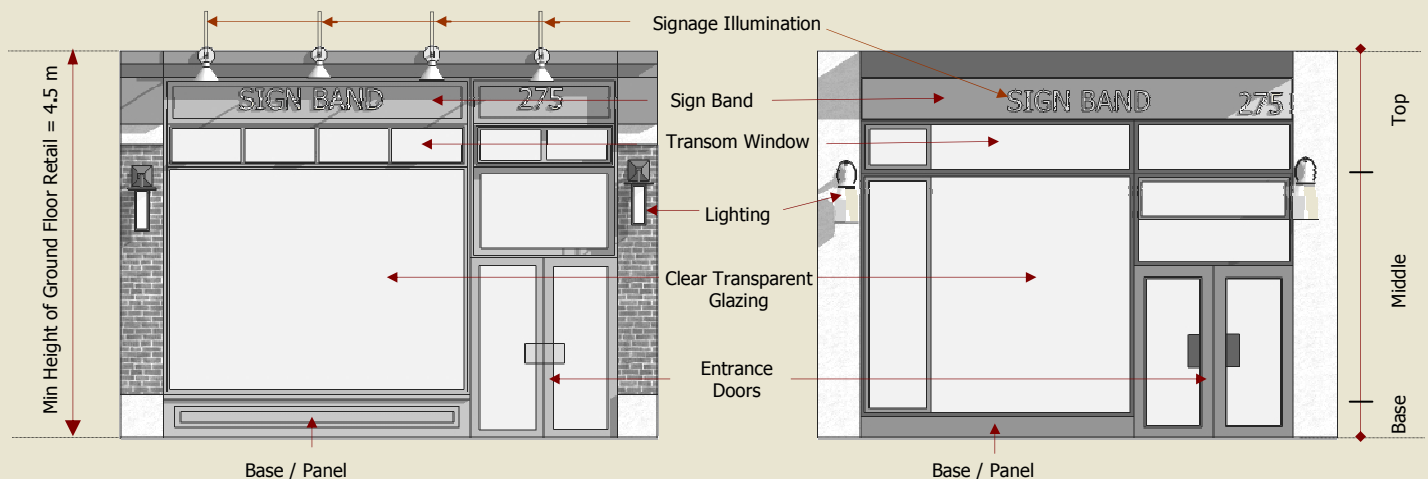 Signage Illumination
Min Height of Ground Floor Retail = 4.5 m
SIGN BAND
275
Sign Band
SIGN BAND
275
Top
Transom Window
Lighting
Clear Transparent
Glazing
Middle
Entrance
Doors
Base
Base / Panel
Base / Panel